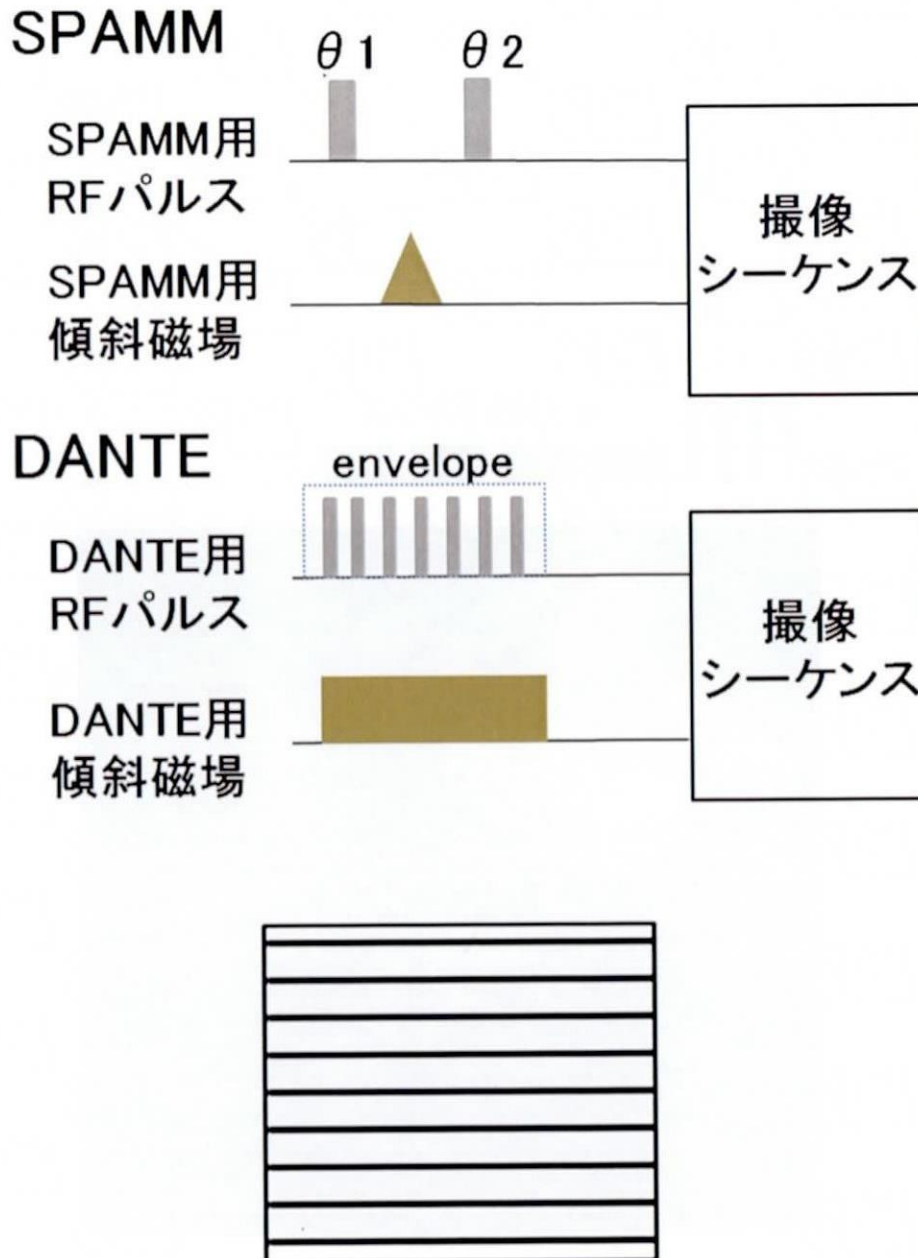 SPAMM
θ1 θ2
SPAMM用
RFパルス
SPAMM用
傾斜磁場
撮像
シーケンス
DANTE
envelope
DANTE用
RFパルス
DANTE用
傾斜磁場
撮像
シーケンス